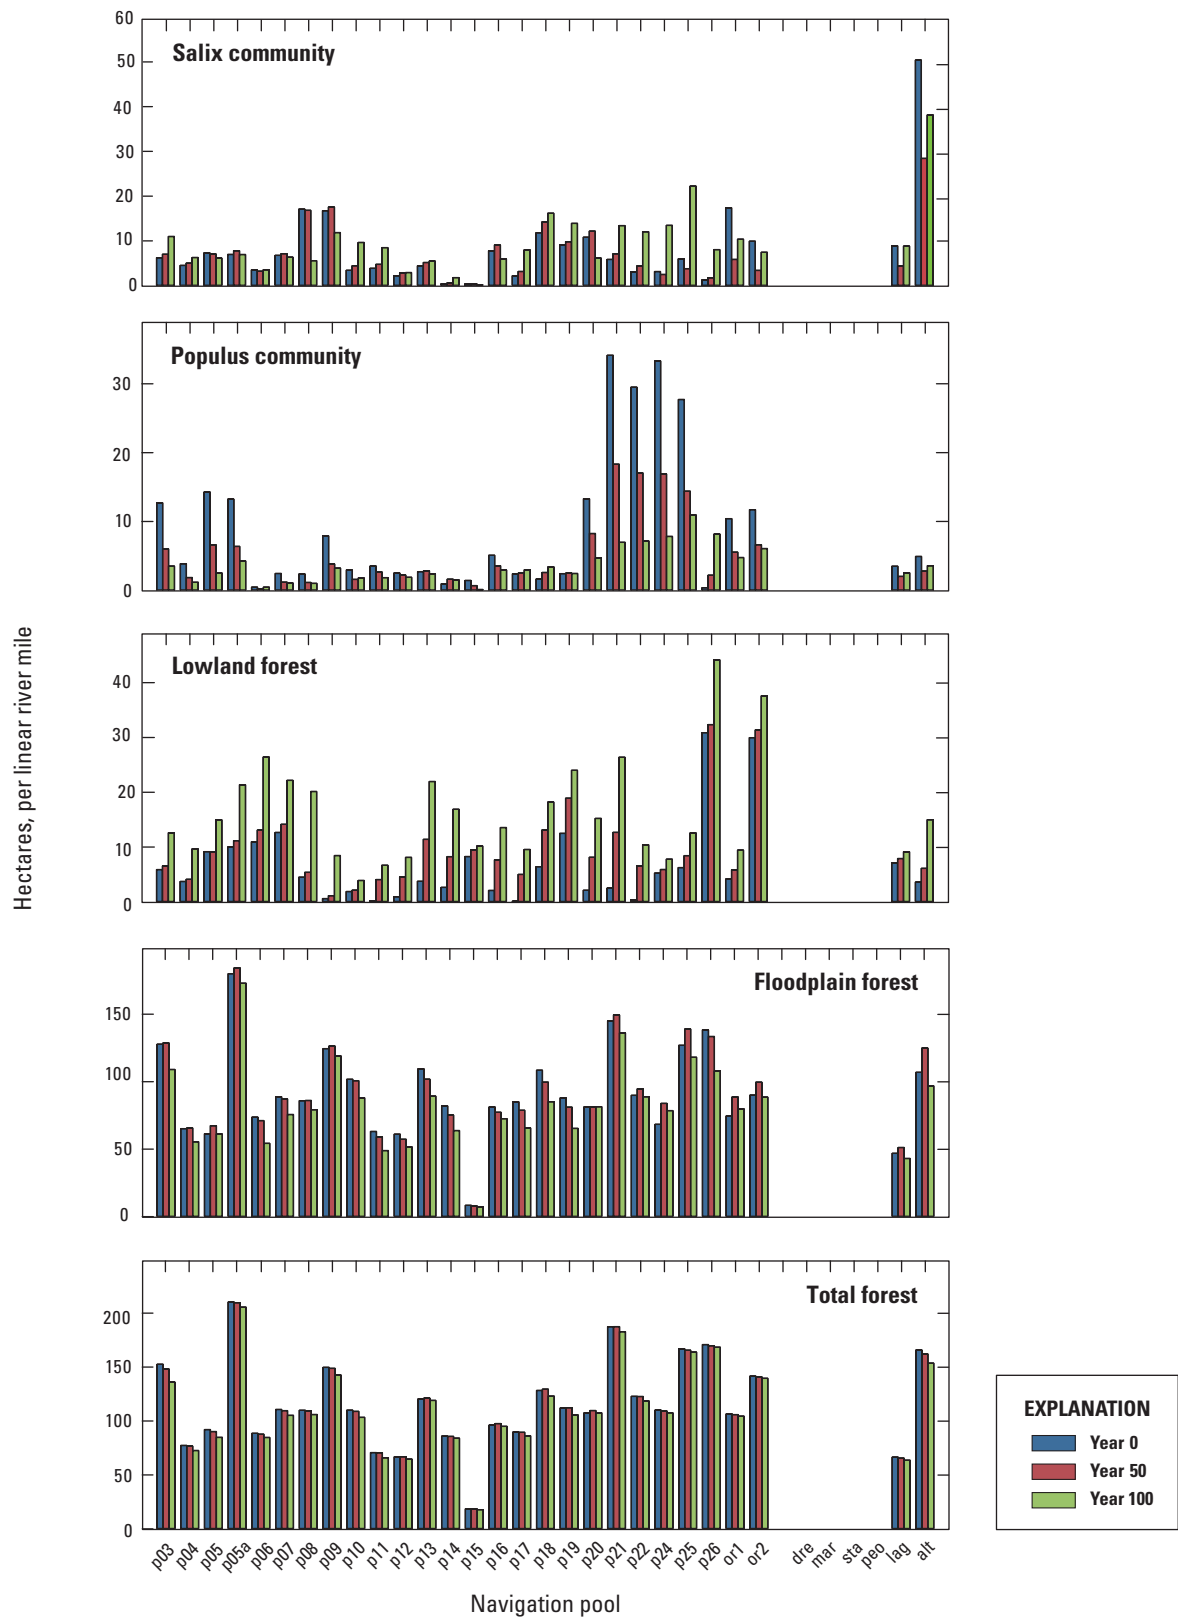 60
Salix community
50
40
30
20
10
0
Populus community
30
20
10
0
Lowland forest
40
30
20
10
0
Hectares, per linear river mile
Floodplain forest
150
100
50
0
Total forest
200
150
100
50
0
p03 p04 p05 p05a p06 p07 p08 p09 p10 p11 p12 p13 p14 p15 p16 p17 p18 p19 p20 p21 p22 p24 p25 p26 or1 or2 dre mar sta peo lag alt
Navigation pool
EXPLANATION
Year 0
Year 50
Year 100